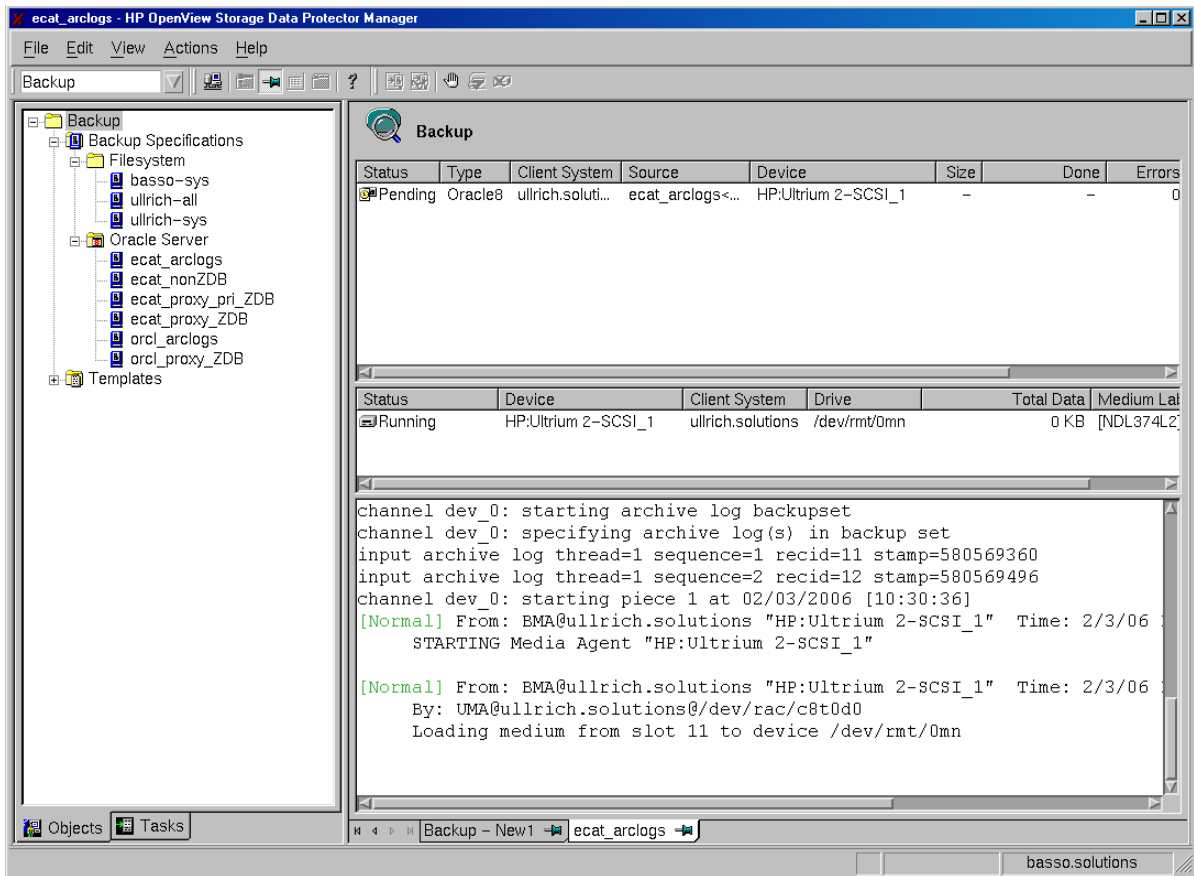 ecat_arclogs - HP OpenView Storage Data Protector Manager
File Edit View Actions Help
Backup
Backup
Backup Specifications
Filesystem
basso-sys
ullrich-all
ullrich-sys
Oracle Server
ecat_arclogs
ecat_nonZDB
ecat_proxy_pri_ZDB
ecat_proxy_ZDB
orcl_arclogs
orcl_proxy_ZDB
Templates
Objects Tasks
Backup
Status Type Client System Source Device Size Done Errors
Pending Oracle8 ullrich.soluti... ecat_arclogs<... HP:Ultrium 2-SCSI_1 - - 0
Status Device Client System Drive Total Data Medium Lab
Running HP:Ultrium 2-SCSI_1 ullrich.solutions /dev/rmt/0mn 0 KB [NDL374L2]
channel dev_0: starting archive log backupset
channel dev_0: specifying archive log(s) in backup set
input archive log thread=1 sequence=1 recid=11 stamp=580569360
input archive log thread=1 sequence=2 recid=12 stamp=580569496
channel dev_0: starting piece 1 at 02/03/2006 [10:30:36]
[Normal] From: BMA@ullrich.solutions "HP:Ultrium 2-SCSI_1" Time: 2/3/06 1
STARTING Media Agent "HP:Ultrium 2-SCSI_1"
[Normal] From: BMA@ullrich.solutions "HP:Ultrium 2-SCSI_1" Time: 2/3/06 1
By: UMA@ullrich.solutions@/dev/rac/c8t0d0
Loading medium from slot 11 to device /dev/rmt/0mn
Backup - New1 ecat_arclogs
basso.solutions